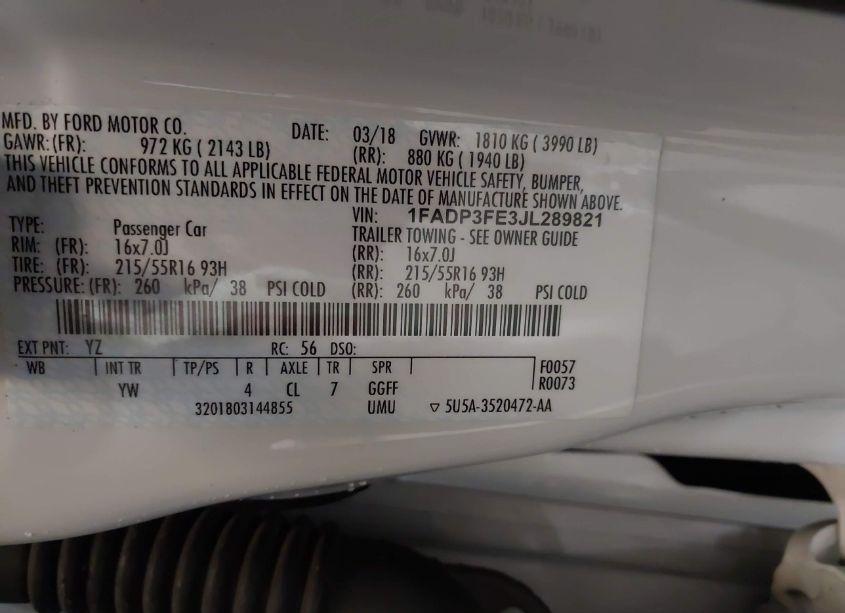 MFD. BY FORD MOTOR CO. DATE: 03/18 GVWR: 1810 KG ( 3990 LB)
GAWR:(FR): 972 KG ( 2143 LB) (RR): 880 KG ( 1940 LB)
THIS VEHICLE CONFORMS TO ALL APPLICABLE FEDERAL MOTOR VEHICLE SAFETY, BUMPER,
AND THEFT PREVENTION STANDARDS IN EFFECT ON THE DATE OF MANUFACTURE SHOWN ABOVE.
VIN: 1FADP3FE3JL289821
TYPE: Passenger Car TRAILER TOWING - SEE OWNER GUIDE
RIM: (FR): 16x7.0J (RR): 16x7.0J
TIRE: (FR): 215/55R16 93H (RR): 215/55R16 93H
PRESSURE: (FR): 260 kPa/ 38 PSI COLD (RR): 260 kPa/ 38 PSI COLD
EXT PNT: YZ RC: 56 DSO:
WB INT TR TP/PS R AXLE TR SPR F0057
YW 4 CL 7 GGFF R0073
3201803144855 UMU ▽ 5U5A-3520472-AA